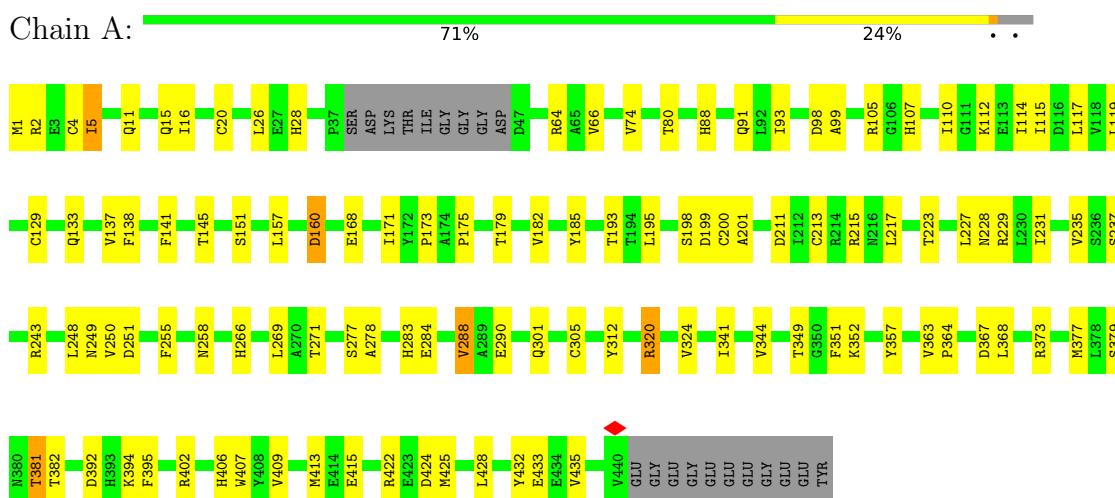 Chain A:
71% 24% • •
M1 R2 E3 C4 I5 Q11 Q15 I16 C20 L26 E27 H28 P37 SER ASP LYS THR ILE GLY GLY GLY ASP D47 R64 A65 V66 V74 T80 H88 Q91 L92 I93 D98 A99 R105 G106 H107 I110 G111 K112 E113 I114 I115 D116 L117 V118 L119
C129 Q133 V137 F138 F141 T145 S151 L157 D160 E168 I171 Y172 P173 A174 P175 T179 V182 Y185 T193 T194 L195 S198 D199 C200 A201 D211 I212 C213 R214 R215 N216 L217 T223 L227 N228 R229 L230 I231 V235 S236 S237
R243 L248 N249 V250 D251 F255 N258 H266 L269 A270 T271 S277 A278 H283 E284 V288 A289 E290 Q301 C305 Y312 R320 V324 I341 V344 T349 G350 F351 K352 Y357 V363 P364 D367 L368 R373 M377 L378 S379
N380 T381 T382 D392 H393 K394 F395 R402 H406 W407 Y408 V409 M413 E414 E415 R422 E423 D424 M425 L428 Y432 E433 E434 V435 V440 GLU GLY GLU GLU GLY GLU GLU GLU GLY GLU GLU TYR